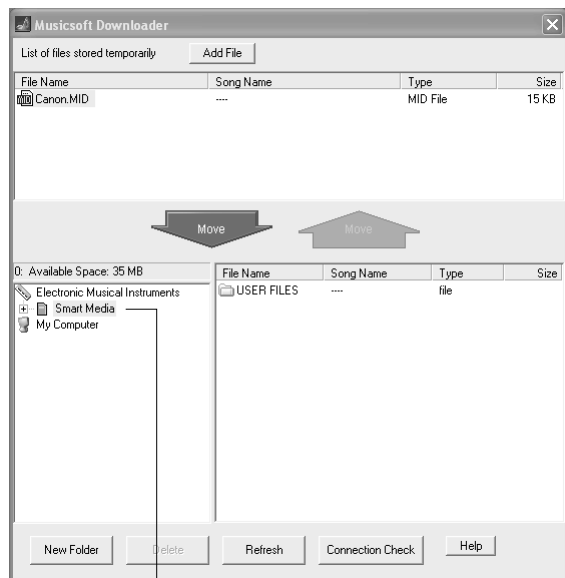 Musicsoft Downloader
List of files stored temporarily Add File
File Name Song Name Type Size
Canon.MID ---- MID File 15 KB
Move Move
0: Available Space: 35 MB
Electronic Musical Instruments
Smart Media
My Computer
File Name Song Name Type Size
USER FILES ---- file
New Folder Delete Refresh Connection Check Help